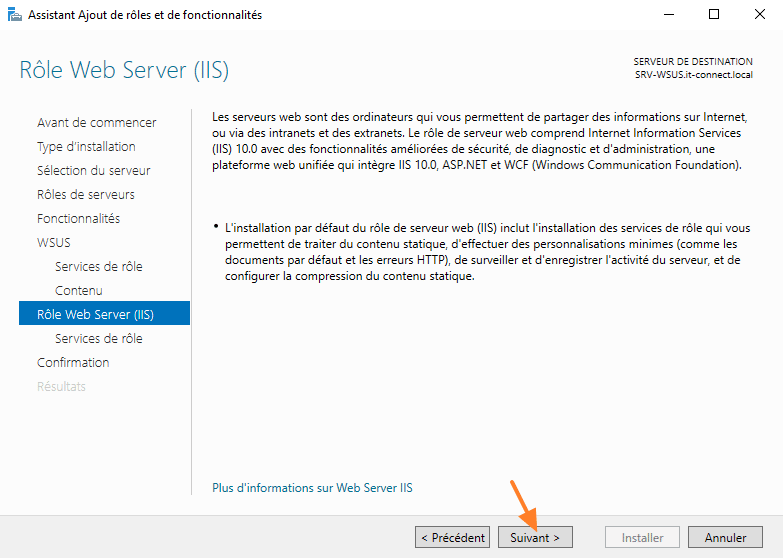 Assistant Ajout de rôles et de fonctionnalités
Rôle Web Server (IIS)
SERVEUR DE DESTINATION
SRV-WSUS.it-connect.local
Avant de commencer
Type d'installation
Sélection du serveur
Rôles de serveurs
Fonctionnalités
WSUS
Services de rôle
Contenu
Rôle Web Server (IIS)
Services de rôle
Confirmation
Résultats
Les serveurs web sont des ordinateurs qui vous permettent de partager des informations sur Internet,
ou via des intranets et des extranets. Le rôle de serveur web comprend Internet Information Services
(IIS) 10.0 avec des fonctionnalités améliorées de sécurité, de diagnostic et d'administration, une
plateforme web unifiée qui intègre IIS 10.0, ASP.NET et WCF (Windows Communication Foundation).
• L'installation par défaut du rôle de serveur web (IIS) inclut l'installation des services de rôle qui vous
permettent de traiter du contenu statique, d'effectuer des personnalisations minimes (comme les
documents par défaut et les erreurs HTTP), de surveiller et d'enregistrer l'activité du serveur, et de
configurer la compression du contenu statique.
Plus d'informations sur Web Server IIS
< Précédent
Suivant >
Installer
Annuler